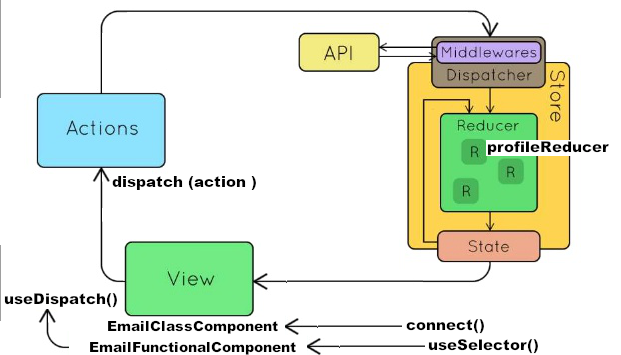 API
Middlewares
Dispatcher
Store
Actions
Reducer
R
profileReducer
R
R
dispatch (action )
State
View
useDispatch()
EmailClassComponent
connect()
EmailFunctionalComponent
useSelector()